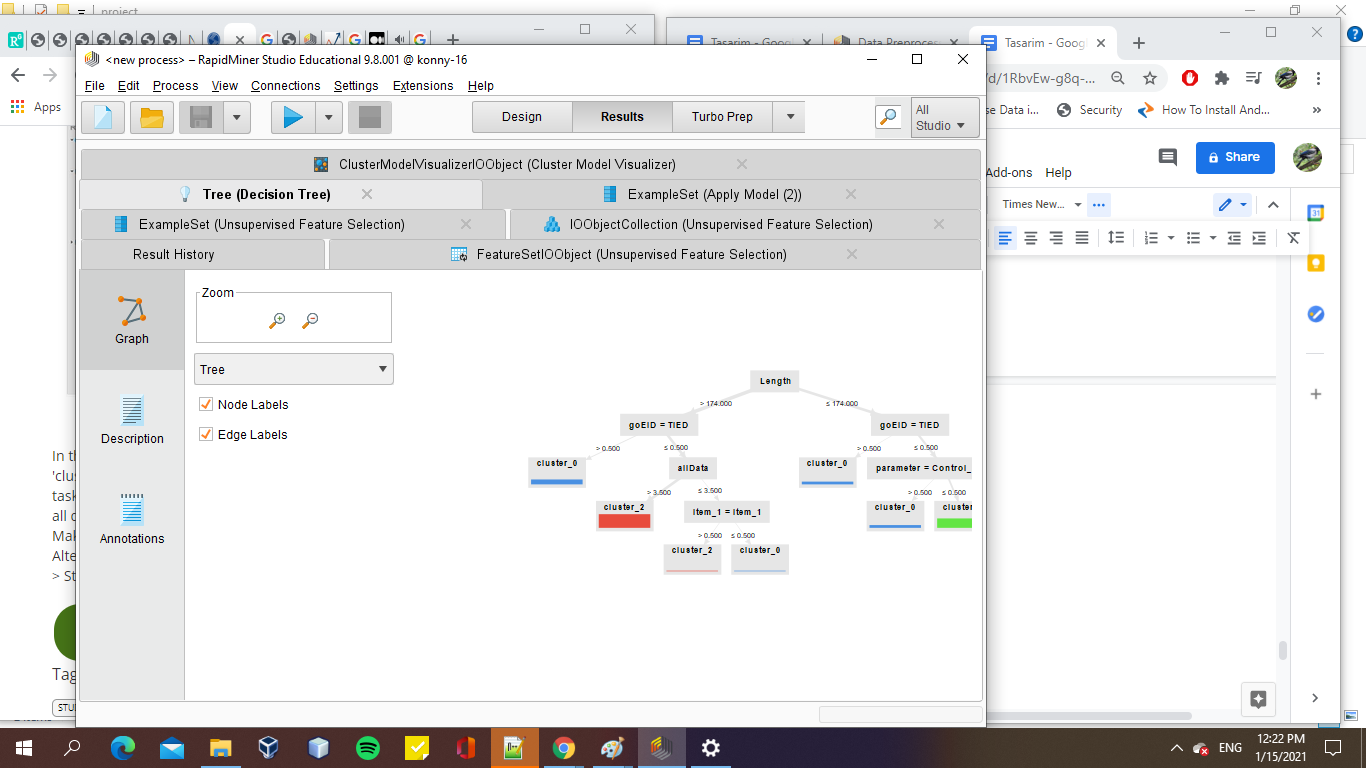 project
Tasarim - Goog
Data Preprocess
Tasarim - Goog
<new process> – RapidMiner Studio Educational 9.8.001 @ konny-16
/d/1RbvEw-g8q-...
File Edit Process View Connections Settings Extensions Help
Apps
se Data i...
Security
How To Install And...
»
Design
Results
Turbo Prep
All
Studio
ClusterModelVisualizerIOObject (Cluster Model Visualizer)
Share
Add-ons Help
Tree (Decision Tree)
ExampleSet (Apply Model (2))
Times New...
ExampleSet (Unsupervised Feature Selection)
IOObjectCollection (Unsupervised Feature Selection)
Result History
FeatureSetIOObject (Unsupervised Feature Selection)
Zoom
Graph
Tree
Node Labels
Edge Labels
Description
Annotations
Length
> 174.000
≤ 174.000
goEID = TIED
goEID = TIED
> 0.500
≤ 0.500
> 0.500
≤ 0.500
cluster_0
allData
cluster_0
parameter = Control_
> 3.500
≤ 3.500
> 0.500
≤ 0.500
cluster_2
item_1 = item_1
cluster_0
cluster
> 0.500
≤ 0.500
cluster_2
cluster_0
In th
'clus
task
all d
Mak
Alte
> St
Tag
STU
2 items
ENG
12:22 PM
1/15/2021